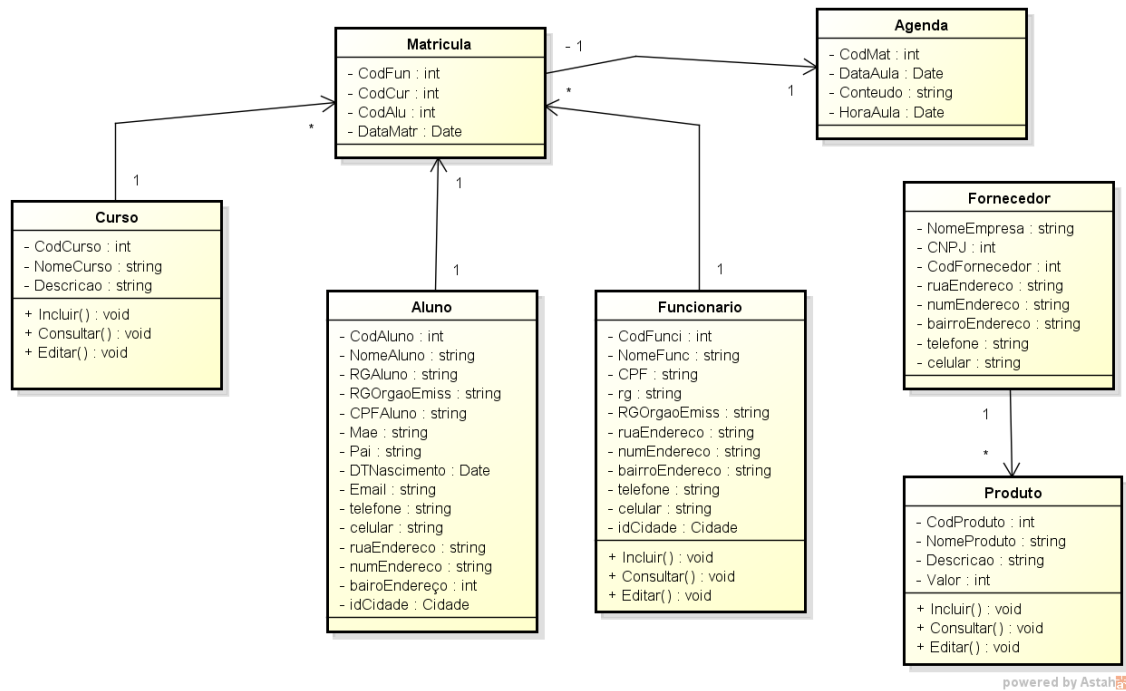 Matricula
- CodFun : int
- CodCur : int
- CodAlu : int
- DataMatr : Date
- 1
1
*
Agenda
- CodMat : int
- DataAula : Date
- Conteudo : string
- HoraAula : Date
*
1
Curso
- CodCurso : int
- NomeCurso : string
- Descricao : string
+ Incluir() : void
+ Consultar() : void
+ Editar() : void
1
1
Aluno
- CodAluno : int
- NomeAluno : string
- RGAluno : string
- RGOrgaoEmiss : string
- CPFAluno : string
- Mae : string
- Pai : string
- DTNascimento : Date
- Email : string
- telefone : string
- celular : string
- ruaEndereco : string
- numEndereco : string
- bairoEndereço : int
- idCidade : Cidade
1
Funcionario
- CodFunci : int
- NomeFunc : string
- CPF : string
- rg : string
- RGOrgaoEmiss : string
- ruaEndereco : string
- numEndereco : string
- bairroEndereco : string
- telefone : string
- celular : string
- idCidade : Cidade
+ Incluir() : void
+ Consultar() : void
+ Editar() : void
Fornecedor
- NomeEmpresa : string
- CNPJ : int
- CodFornecedor : int
- ruaEndereco : string
- numEndereco : string
- bairroEndereco : string
- telefone : string
- celular : string
1
*
Produto
- CodProduto : int
- NomeProduto : string
- Descricao : string
- Valor : int
+ Incluir() : void
+ Consultar() : void
+ Editar() : void
powered by Astah